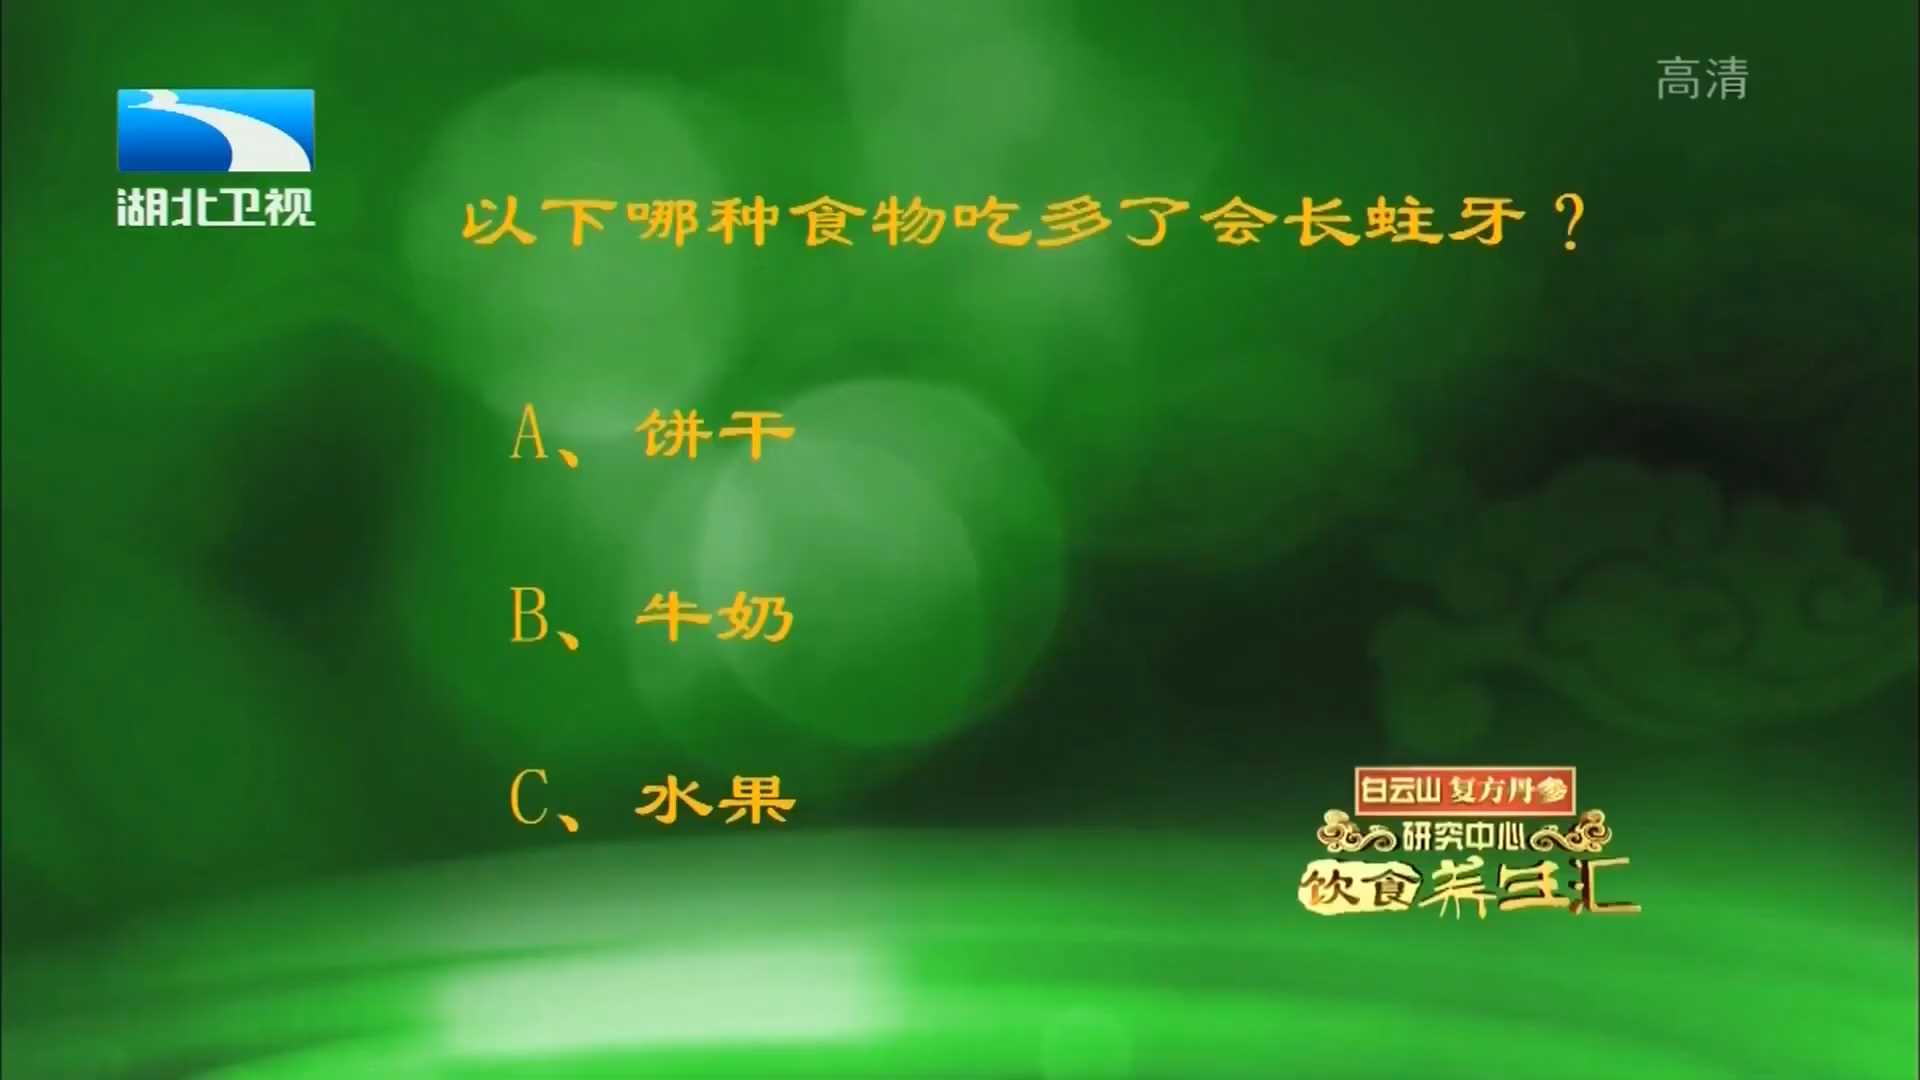 高清
湖北卫视
以下哪种食物吃多了会长蛀牙？
A、饼干
B、牛奶
C、水果
白云山复方丹参
研究中心
饮食养生汇